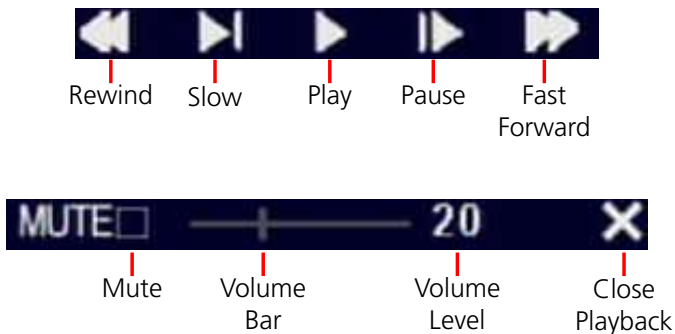 Rewind Slow Play Pause Fast
Forward
MUTE 20
Mute Volume Volume Close
Bar Level Playback